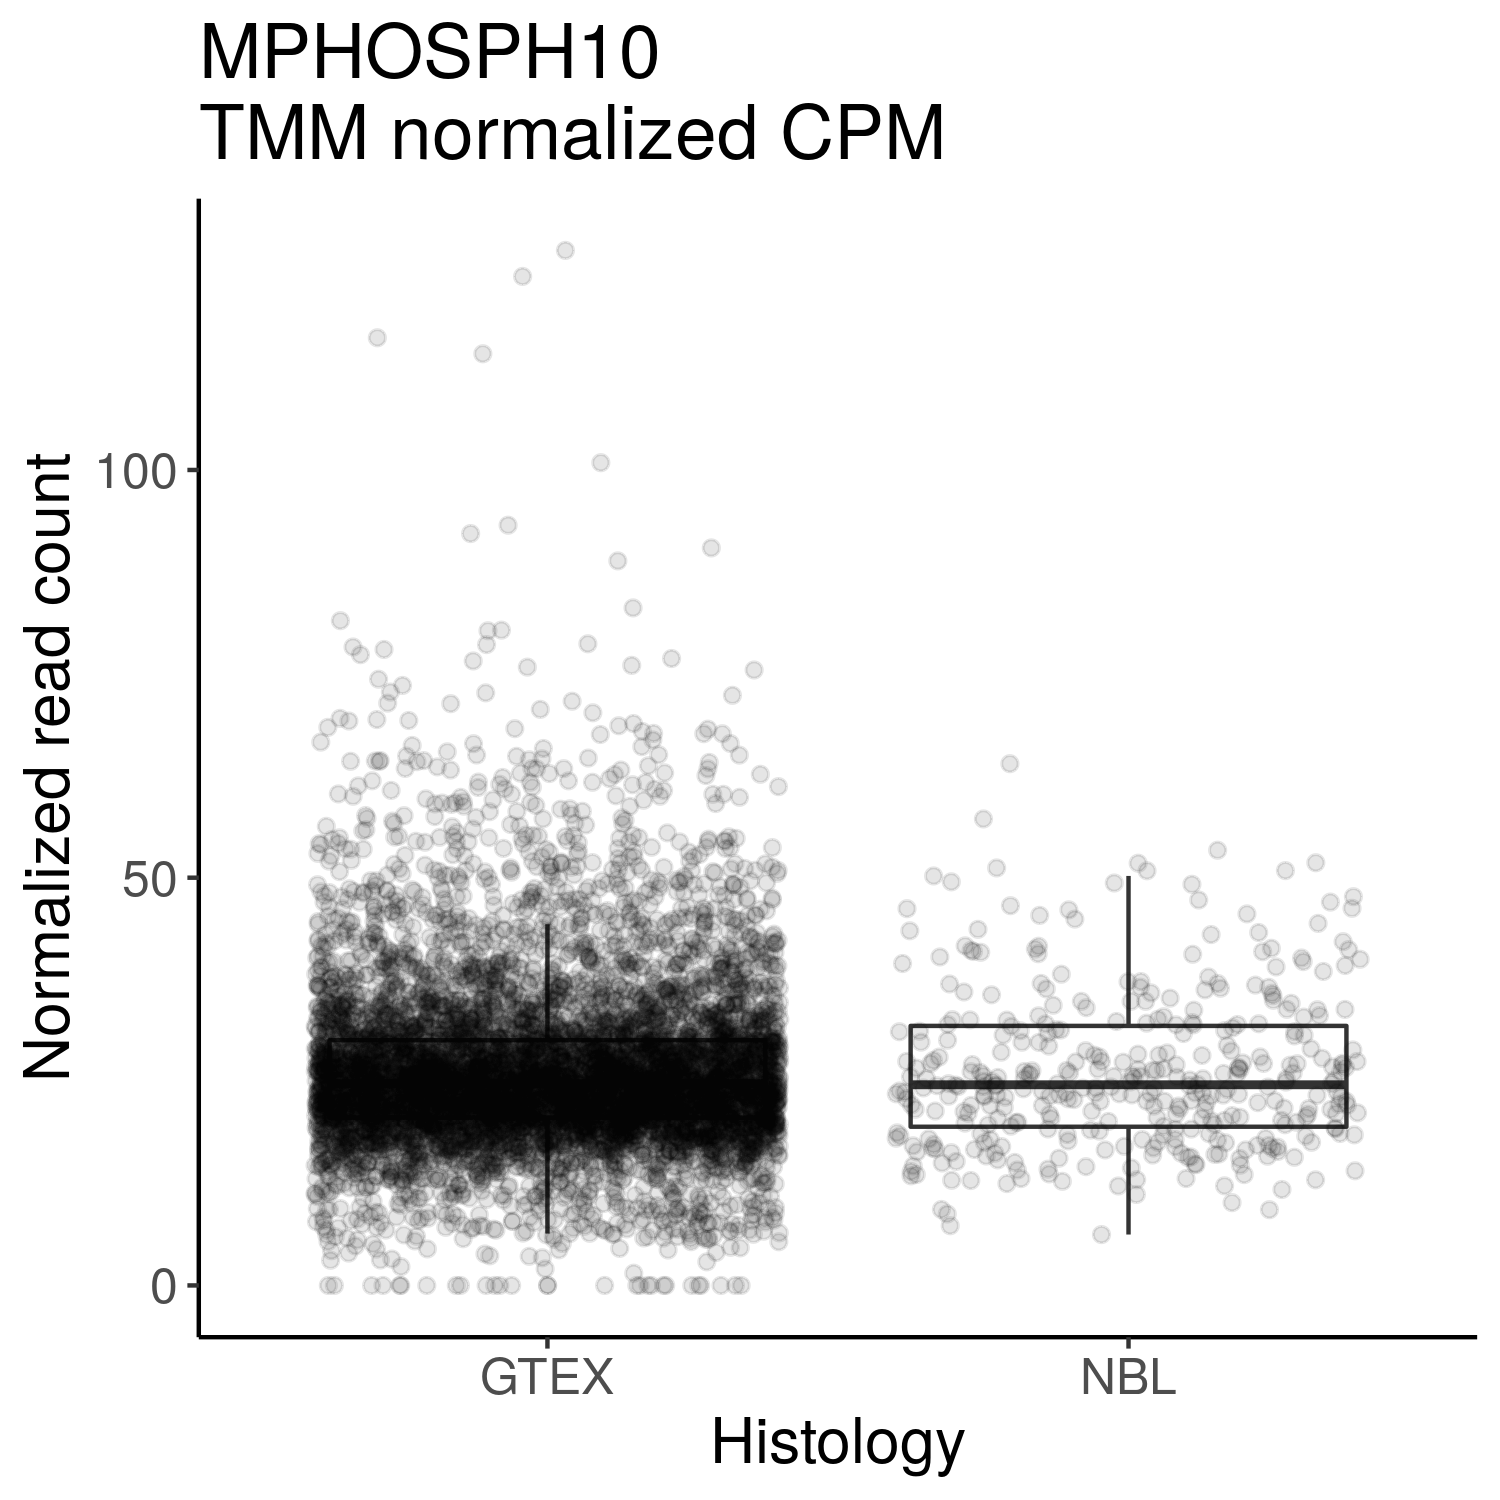 MPHOSPH10
TMM normalized CPM
Normalized read count
100
50
0
GTEX
NBL
Histology